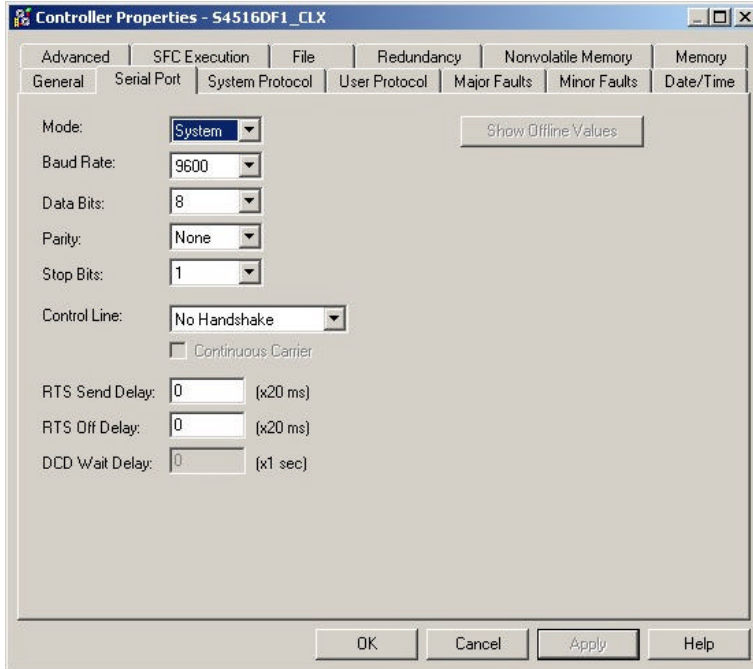 Controller Properties - S4516DF1_CLX
Advanced SFC Execution File Redundancy Nonvolatile Memory Memory
General Serial Port System Protocol User Protocol Major Faults Minor Faults Date/Time
Mode: System Show Offline Values
Baud Rate: 9600
Data Bits: 8
Parity: None
Stop Bits: 1
Control Line: No Handshake
Continuous Carrier
RTS Send Delay: 0 (x20 ms)
RTS Off Delay: 0 (x20 ms)
DCD Wait Delay: 0 (x1 sec)
OK Cancel Apply Help